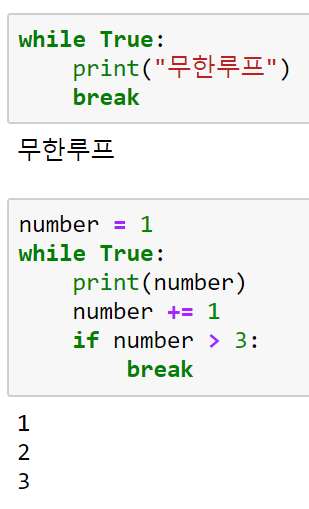 while True:
    print("무한루프")
    break
무한루프
number = 1
while True:
    print(number)
    number += 1
    if number > 3:
        break
1
2
3